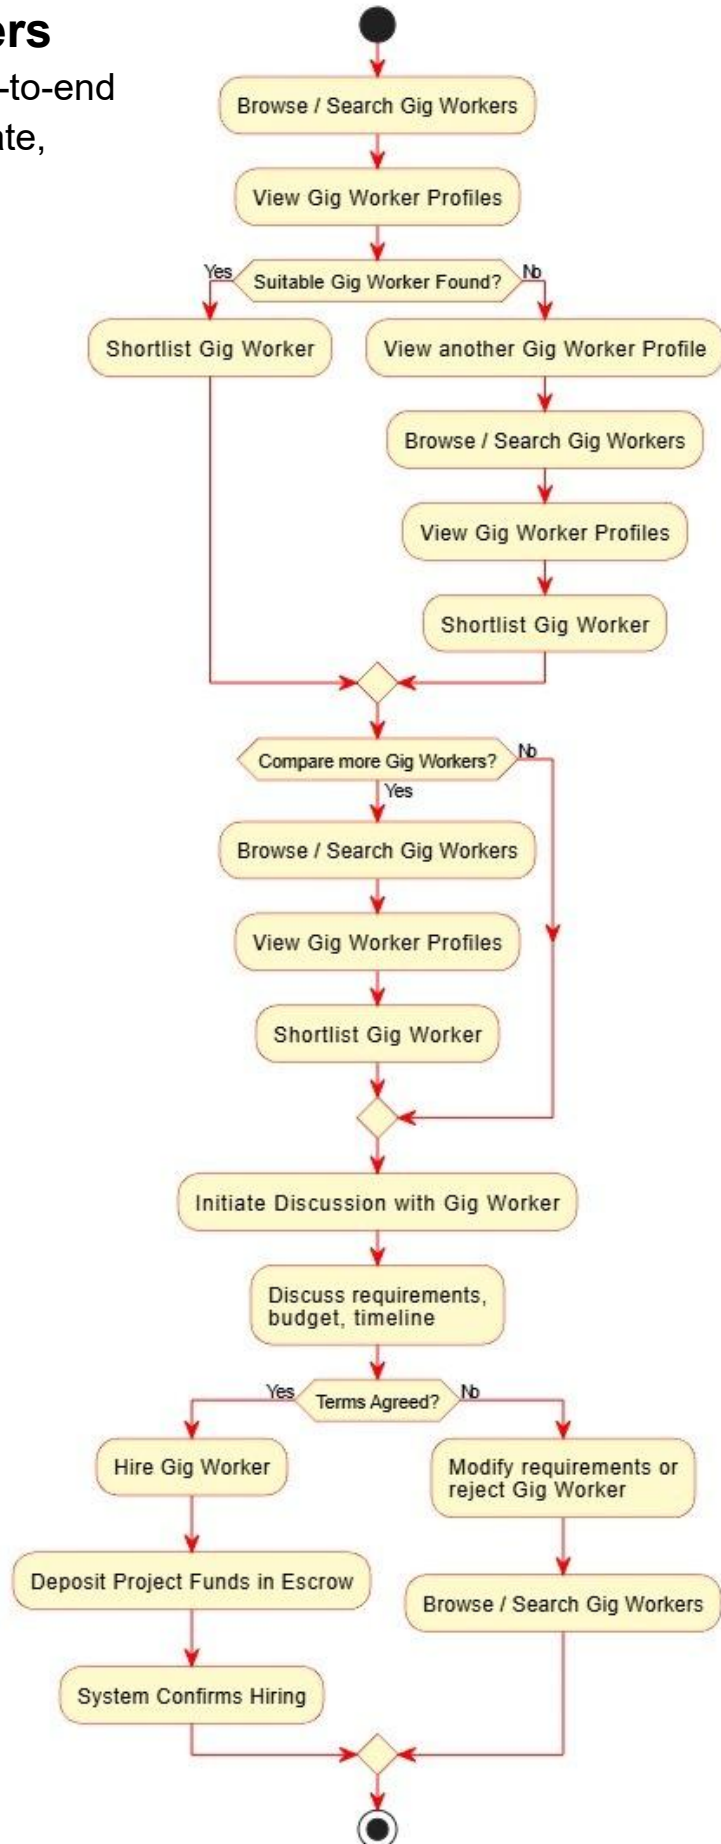 ers
-to-end
ate,
Browse / Search Gig Workers
View Gig Worker Profiles
Yes
Suitable Gig Worker Found?
No
Shortlist Gig Worker
View another Gig Worker Profile
Browse / Search Gig Workers
View Gig Worker Profiles
Shortlist Gig Worker
Compare more Gig Workers?
No
Yes
Browse / Search Gig Workers
View Gig Worker Profiles
Shortlist Gig Worker
Initiate Discussion with Gig Worker
Discuss requirements,
budget, timeline
Yes
Terms Agreed?
No
Hire Gig Worker
Modify requirements or
reject Gig Worker
Deposit Project Funds in Escrow
Browse / Search Gig Workers
System Confirms Hiring